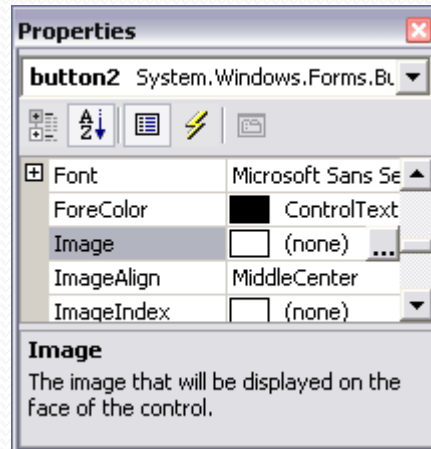 Properties
button2 System.Windows.Forms.Bu
Font Microsoft Sans Se
ForeColor ControlText
Image (none) ...
ImageAlign MiddleCenter
ImageIndex (none)
Image
The image that will be displayed on the
face of the control.